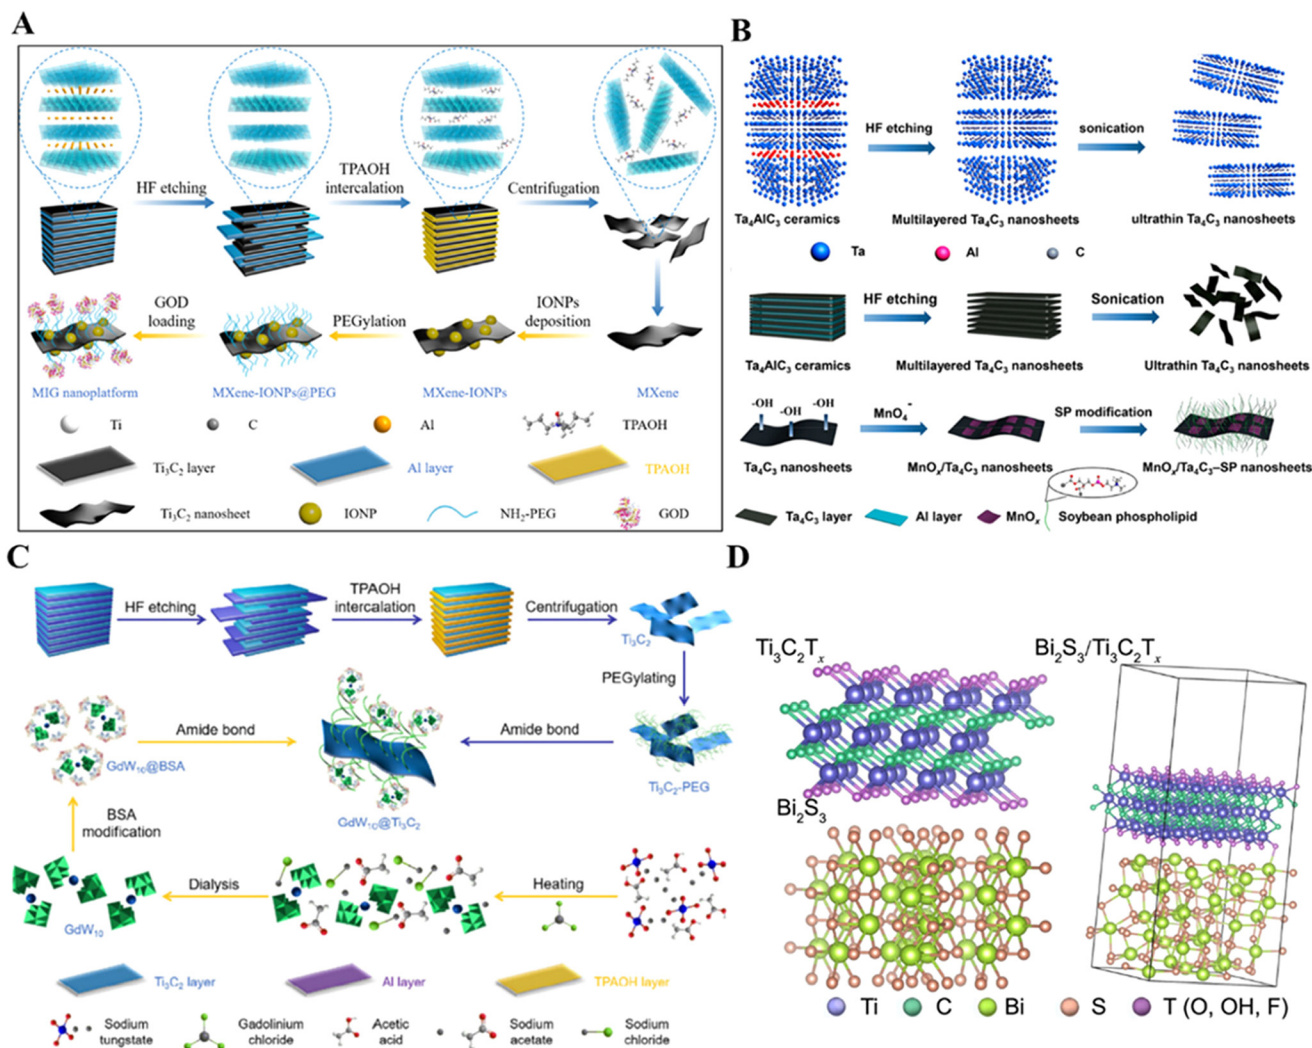 A
HF etching
TPAOH
intercalation
Centrifugation
GOD
loading
PEGylation
IONPs
deposition
MIG nanoplatform
MXene-IONPs@PEG
MXene-IONPs
MXene
Ti
C
Al
TPAOH
Ti₃C₂ layer
Al layer
TPAOH
Ti₃C₂ nanosheet
IONP
NH₂-PEG
GOD
B
HF etching
sonication
Ta₄AlC₃ ceramics
Multilayered Ta₄C₃ nanosheets
ultrathin Ta₄C₃ nanosheets
Ta
Al
C
HF etching
Sonication
Ta₄AlC₃ ceramics
Multilayered Ta₄C₃ nanosheets
Ultrathin Ta₄C₃ nanosheets
-OH
-OH
-OH
MnO₄⁻
SP modification
Ta₄C₃ nanosheets
MnOₓ/Ta₄C₃ nanosheets
MnOₓ/Ta₄C₃–SP nanosheets
Ta₄C₃ layer
Al layer
MnOₓ
Soybean phospholipid
C
HF etching
TPAOH
intercalation
Centrifugation
Ti₃C₂
PEGylating
Amide bond
Amide bond
GdW₁₀@BSA
Ti₃C₂-PEG
GdW₁₀@Ti₃C₂
BSA
modification
Dialysis
Heating
GdW₁₀
Ti₃C₂ layer
Al layer
TPAOH layer
Sodium
tungstate
Gadolinium
chloride
Acetic
acid
Sodium
acetate
Sodium
chloride
D
Ti₃C₂Tₓ
Bi₂S₃/Ti₃C₂Tₓ
Bi₂S₃
Ti
C
Bi
S
T (O, OH, F)